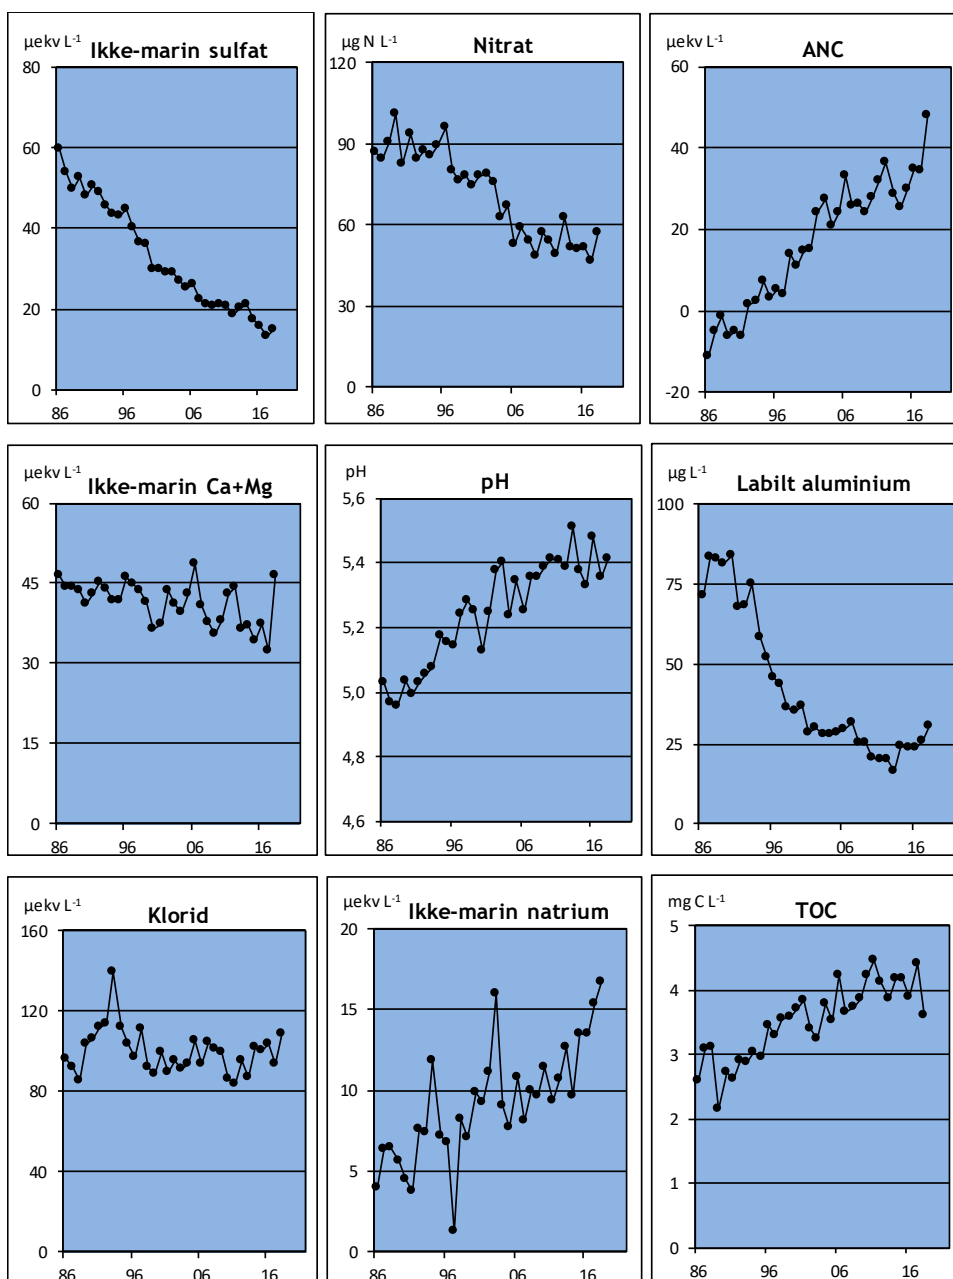 µekv L⁻¹
Ikke-marin sulfat
80
60
40
20
0
86 96 06 16
µg N L⁻¹
Nitrat
120
90
60
30
0
86 96 06 16
µekv L⁻¹
ANC
60
40
20
0
-20
86 96 06 16
µekv L⁻¹
Ikke-marin Ca+Mg
60
45
30
15
0
86 96 06 16
pH
pH
5,6
5,4
5,2
5,0
4,8
4,6
86 96 06 16
µg L⁻¹
Labilt aluminium
100
75
50
25
0
86 96 06 16
µekv L⁻¹
Klorid
160
120
80
40
0
86 96 06 16
µekv L⁻¹
Ikke-marin natrium
20
15
10
5
0
86 96 06 16
mg C L⁻¹
TOC
5
4
3
2
1
0
86 96 06 16